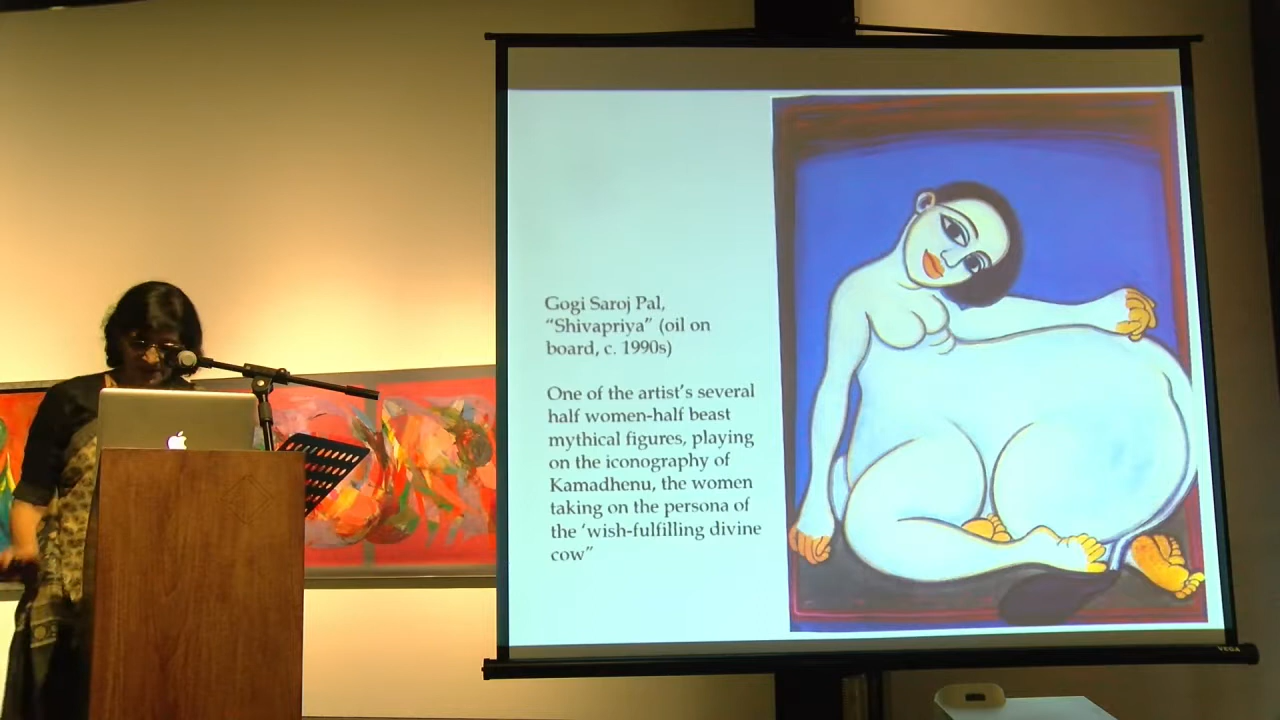 Gogi Saroj Pal,
“Shivapriya” (oil on
board, c. 1990s)
One of the artist’s several
half women-half beast
mythical figures, playing
on the iconography of
Kamadhenu, the women
taking on the persona of
the ‘wish-fulfilling divine
cow”
VEGA